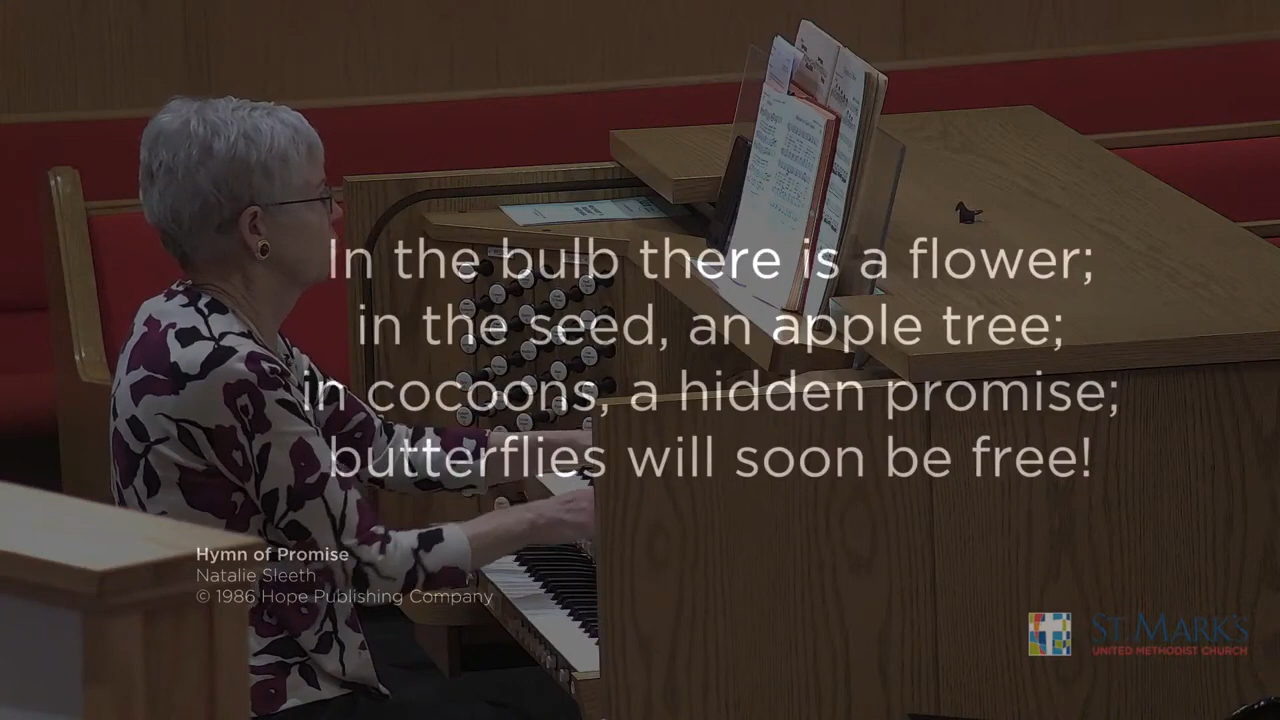 In the bulb there is a flower;
in the seed, an apple tree;
in cocoons, a hidden promise;
butterflies will soon be free!
Hymn of Promise
Natalie Sleeth
© 1986 Hope Publishing Company
ST. MARK'S
UNITED METHODIST CHURCH